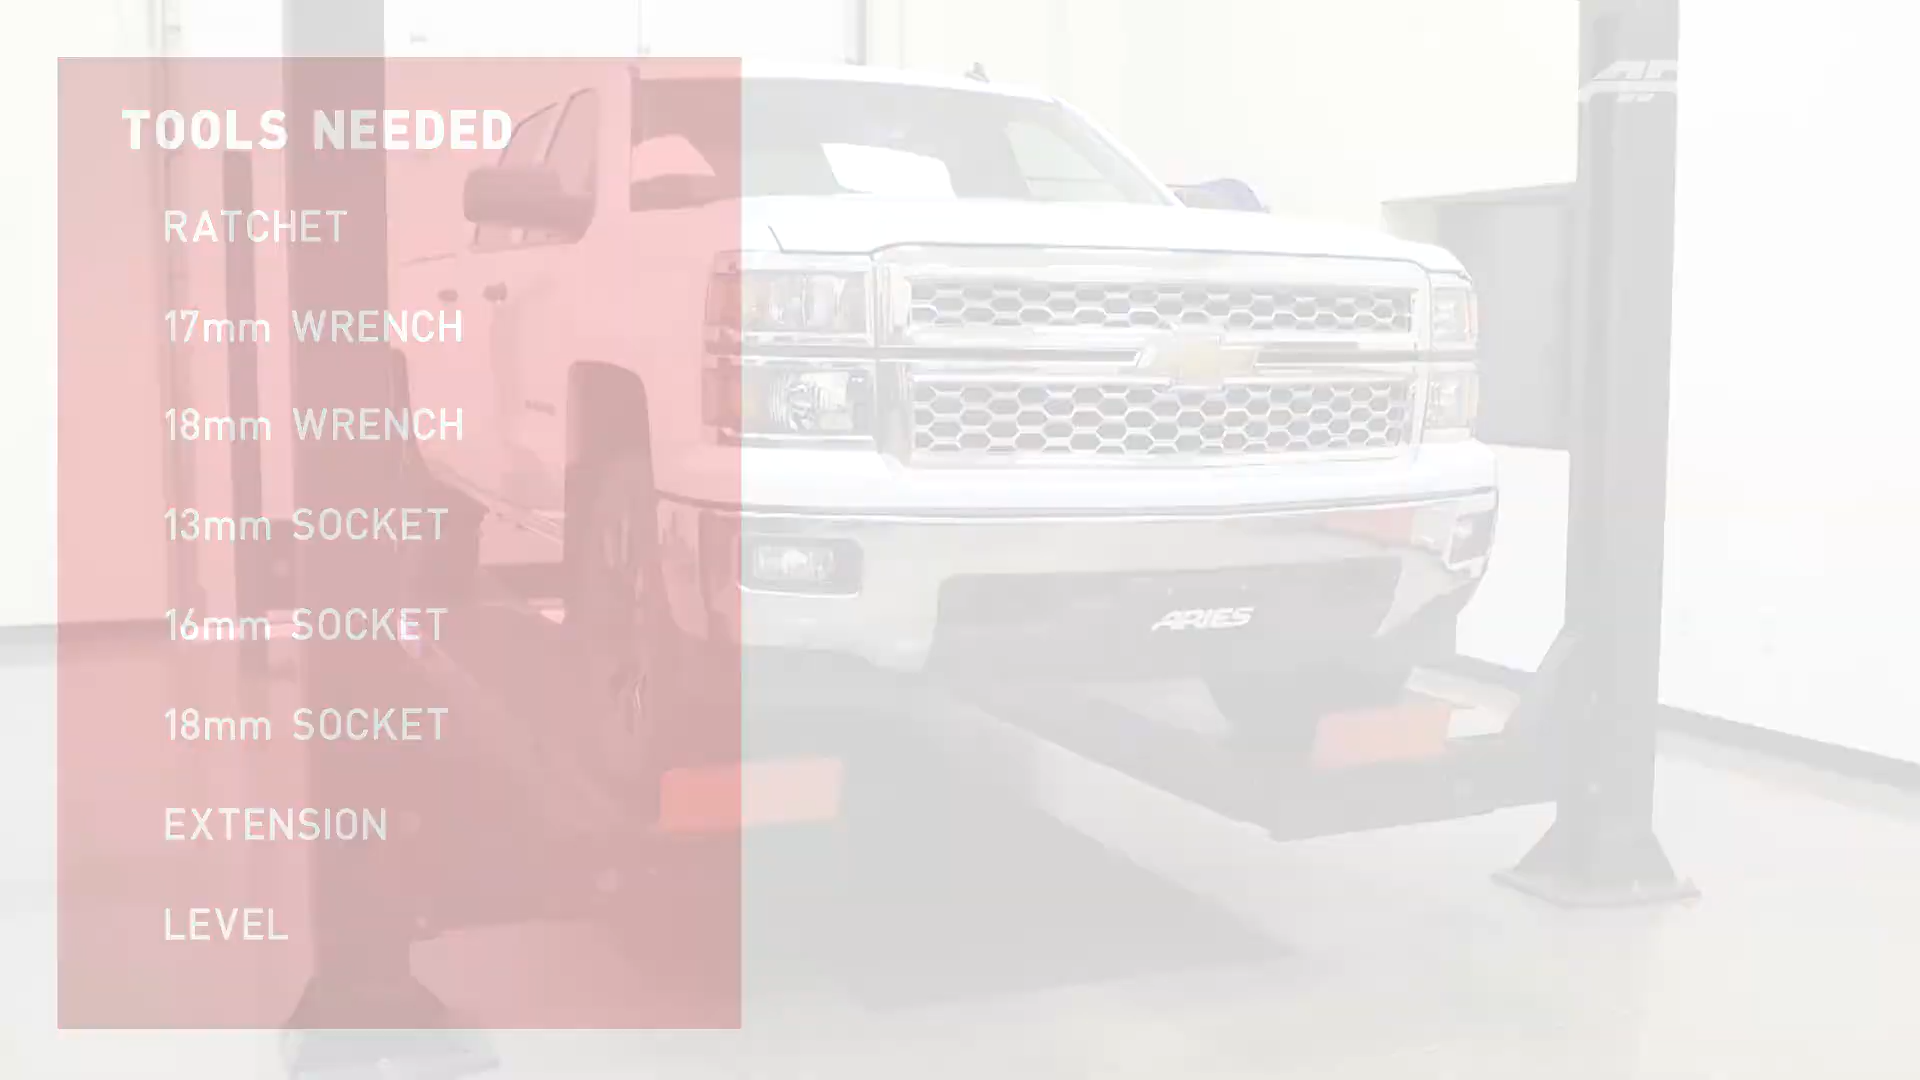 TOOLS NEEDED
RATCHET
17mm WRENCH
18mm WRENCH
13mm SOCKET
16mm SOCKET
18mm SOCKET
EXTENSION
LEVEL
ARIES